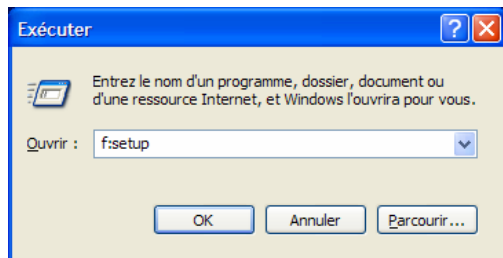 Exécuter
Entrez le nom d'un programme, dossier, document ou
d'une ressource Internet, et Windows l'ouvrira pour vous.
Ouvrir : f:setup
OK Annuler Parcourir...